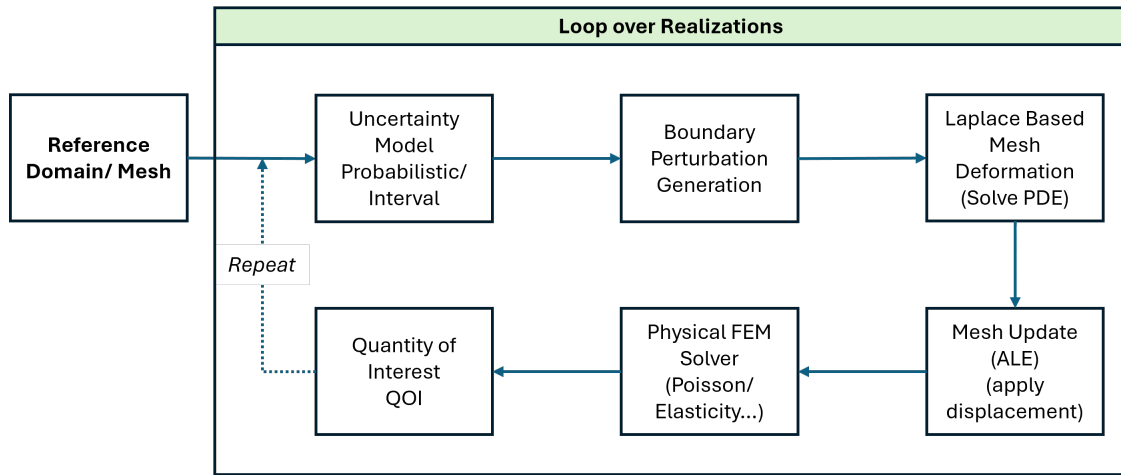 Loop over Realizations
Reference
Domain/ Mesh
Uncertainty
Model
Probabilistic/
Interval
Boundary
Perturbation
Generation
Laplace Based
Mesh
Deformation
(Solve PDE)
Repeat
Quantity of
Interest
QOI
Physical FEM
Solver
(Poisson/
Elasticity...)
Mesh Update
(ALE)
(apply
displacement)